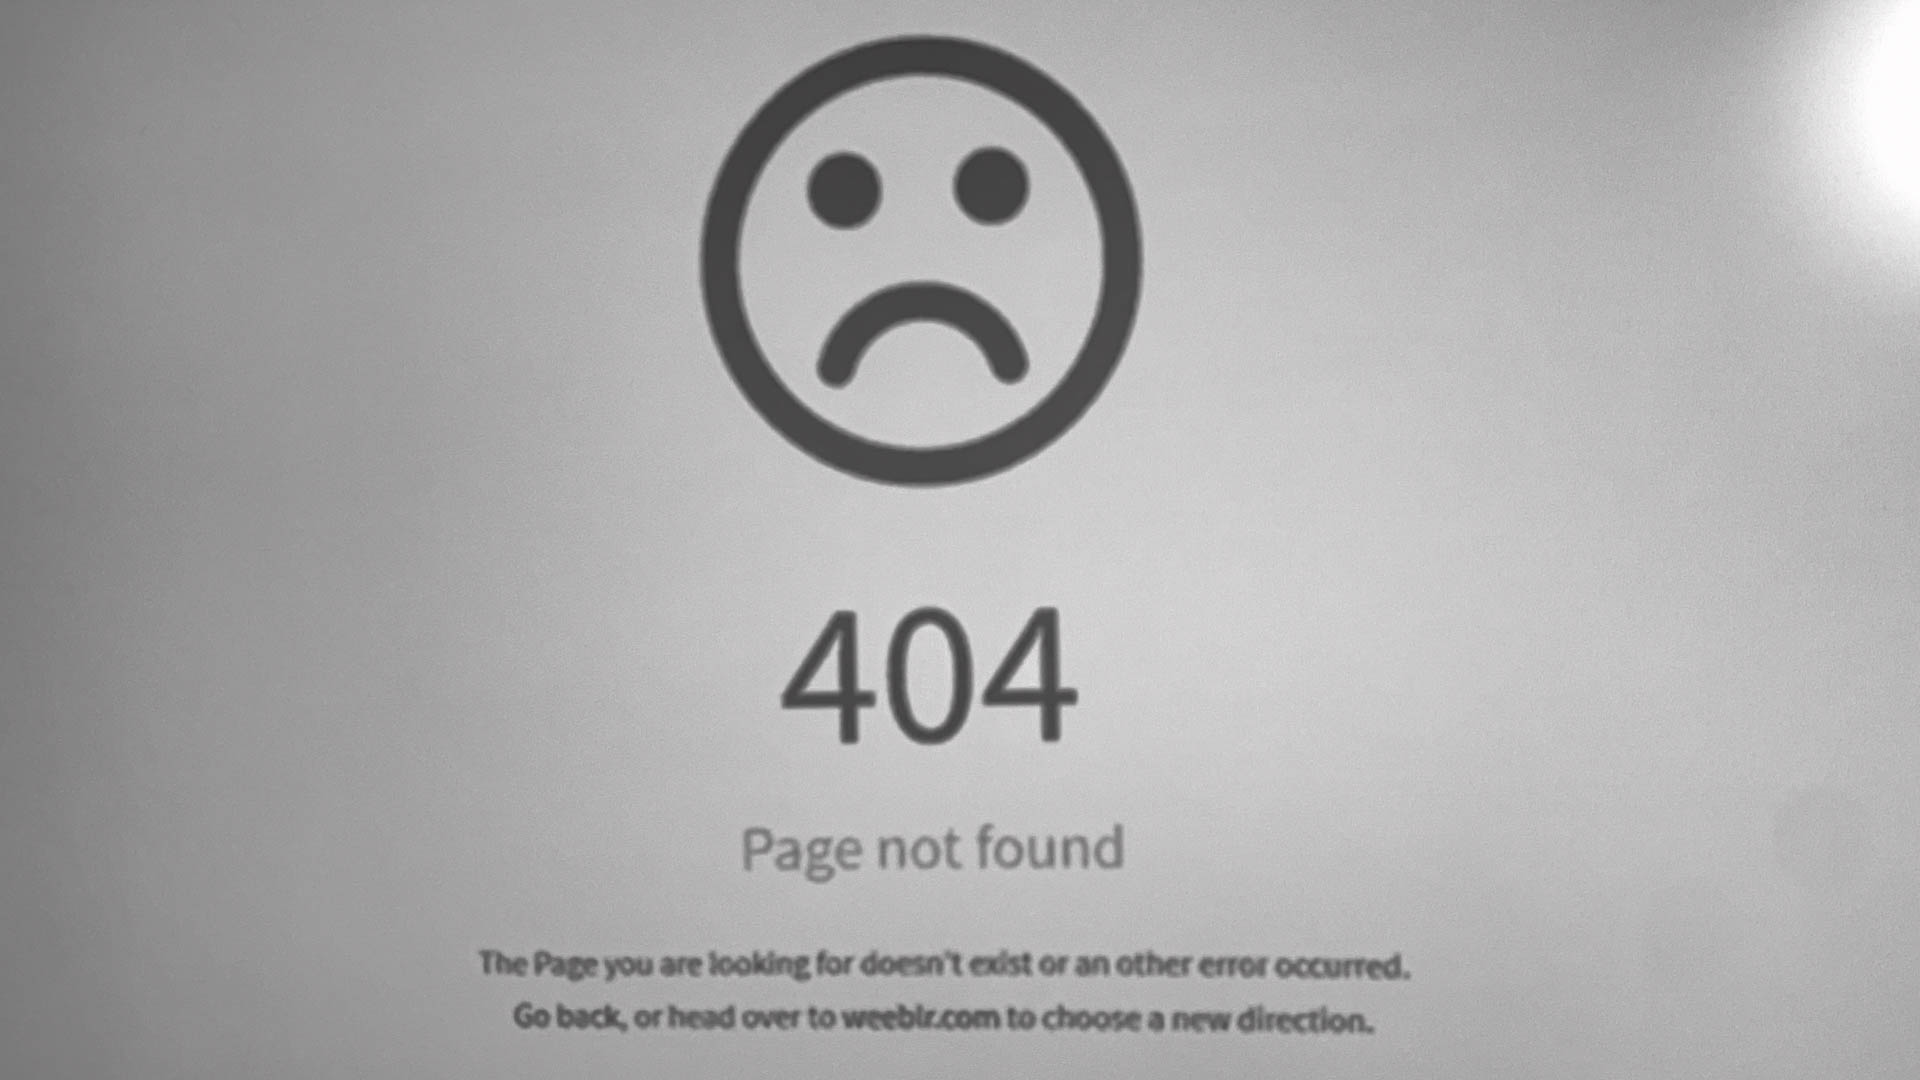 404
Page not found
The Page you are looking for doesn't exist or an other error occurred.
Go back, or head over to weeblr.com to choose a new direction.